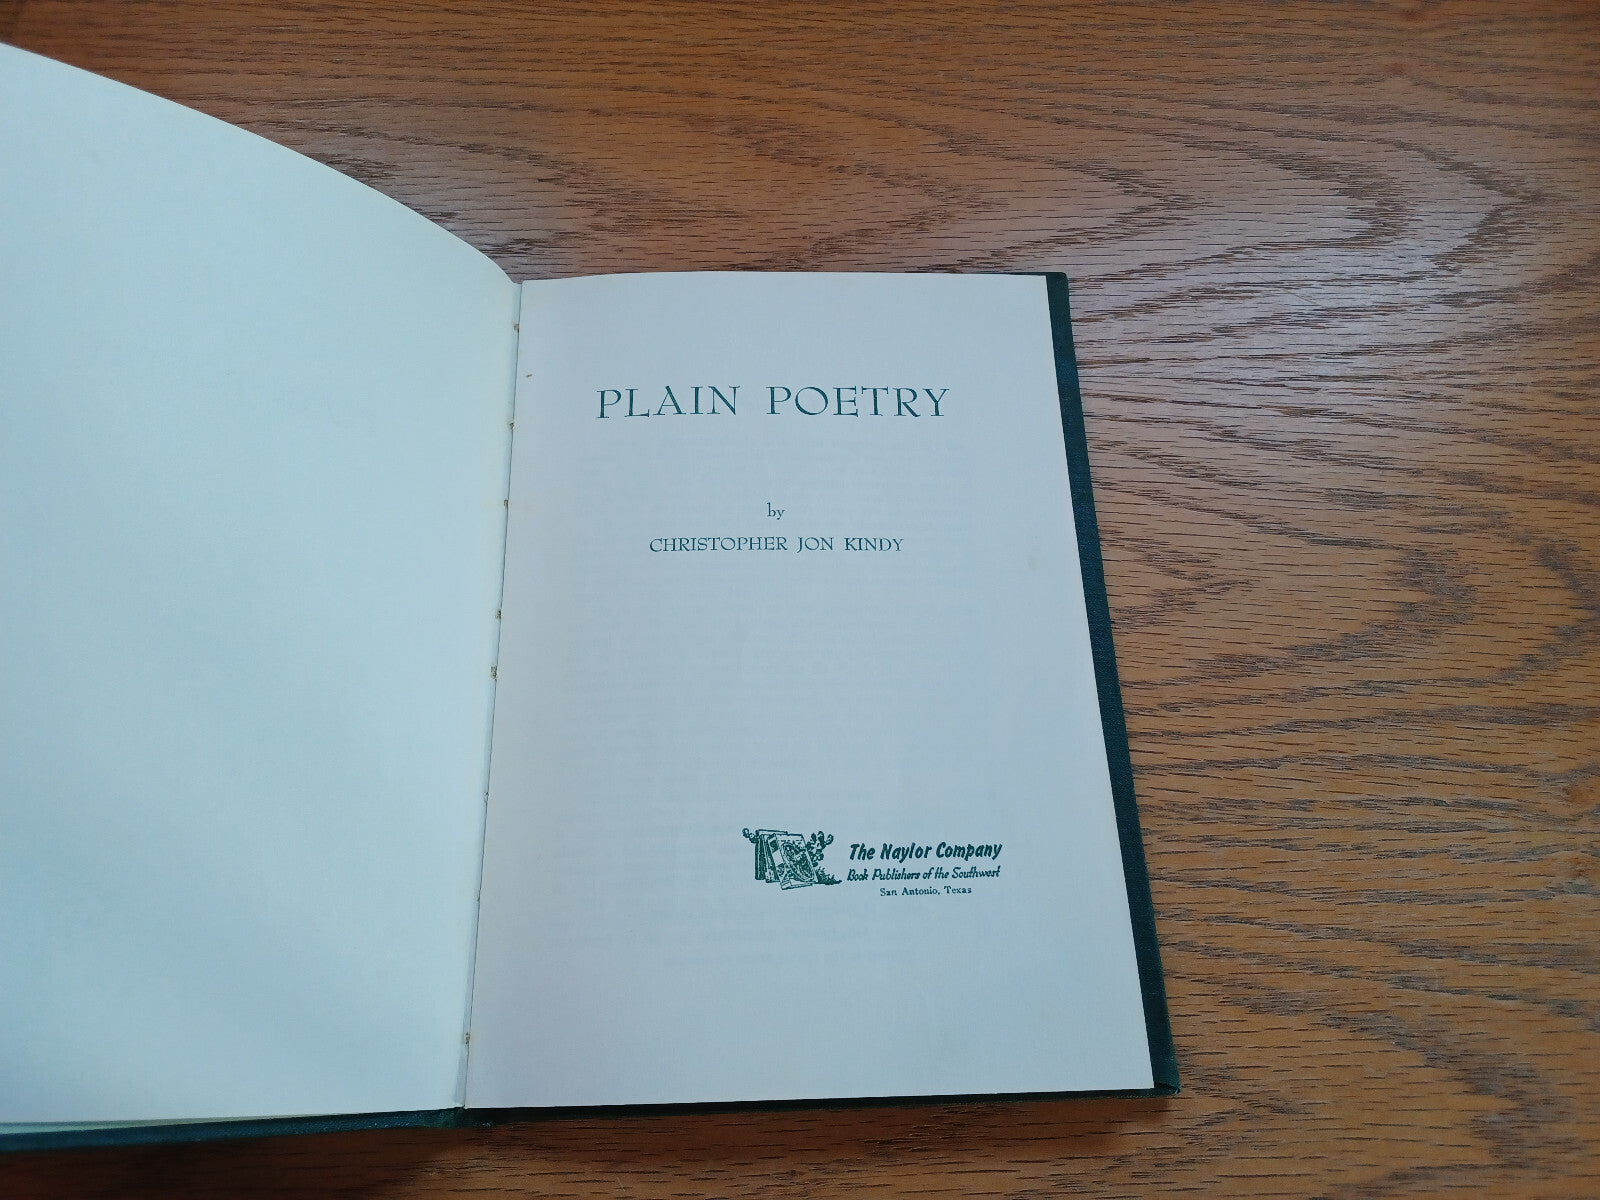 PLAIN POETRY
by
CHRISTOPHER JON KINDY
The Naylor Company
Book Publishers of the Southwest
San Antonio, Texas